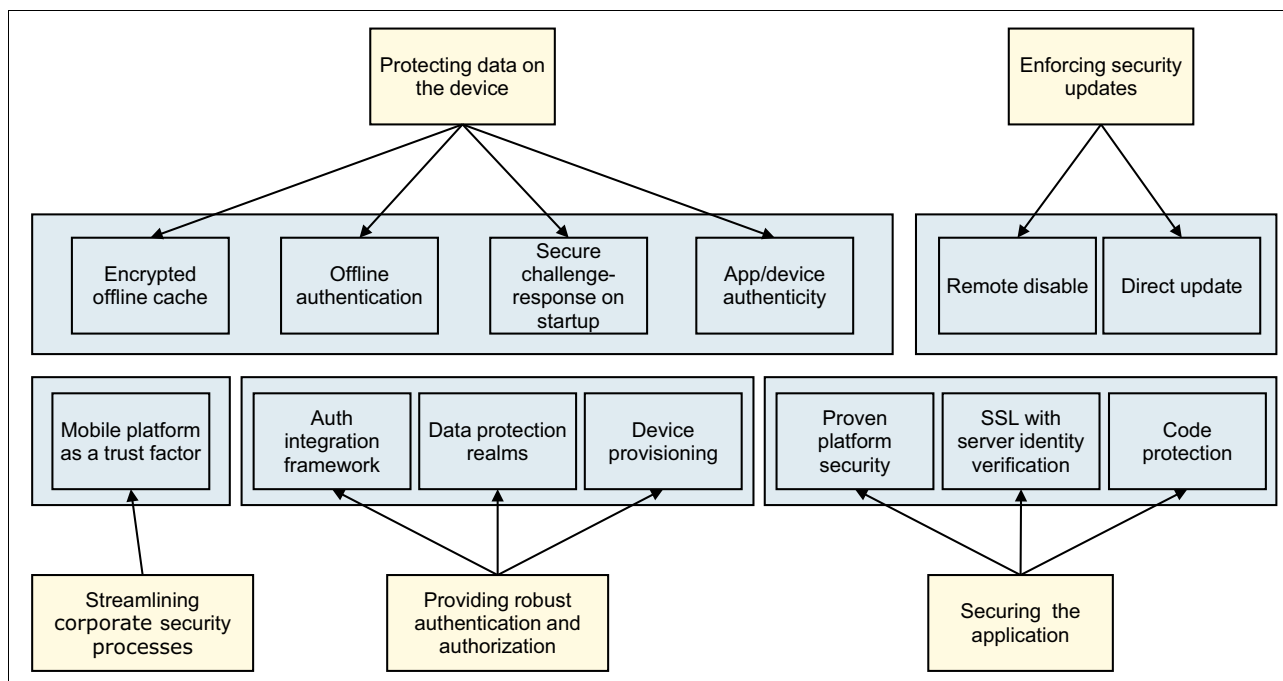 Protecting data on
the device
Enforcing security
updates
Encrypted
offline cache
Offline
authentication
Secure
challenge-
response on
startup
App/device
authenticity
Remote disable
Direct update
Mobile platform
as a trust factor
Auth
integration
framework
Data protection
realms
Device
provisioning
Proven
platform
security
SSL with
server identity
verification
Code
protection
Streamlining
corporate security
processes
Providing robust
authentication and
authorization
Securing the
application